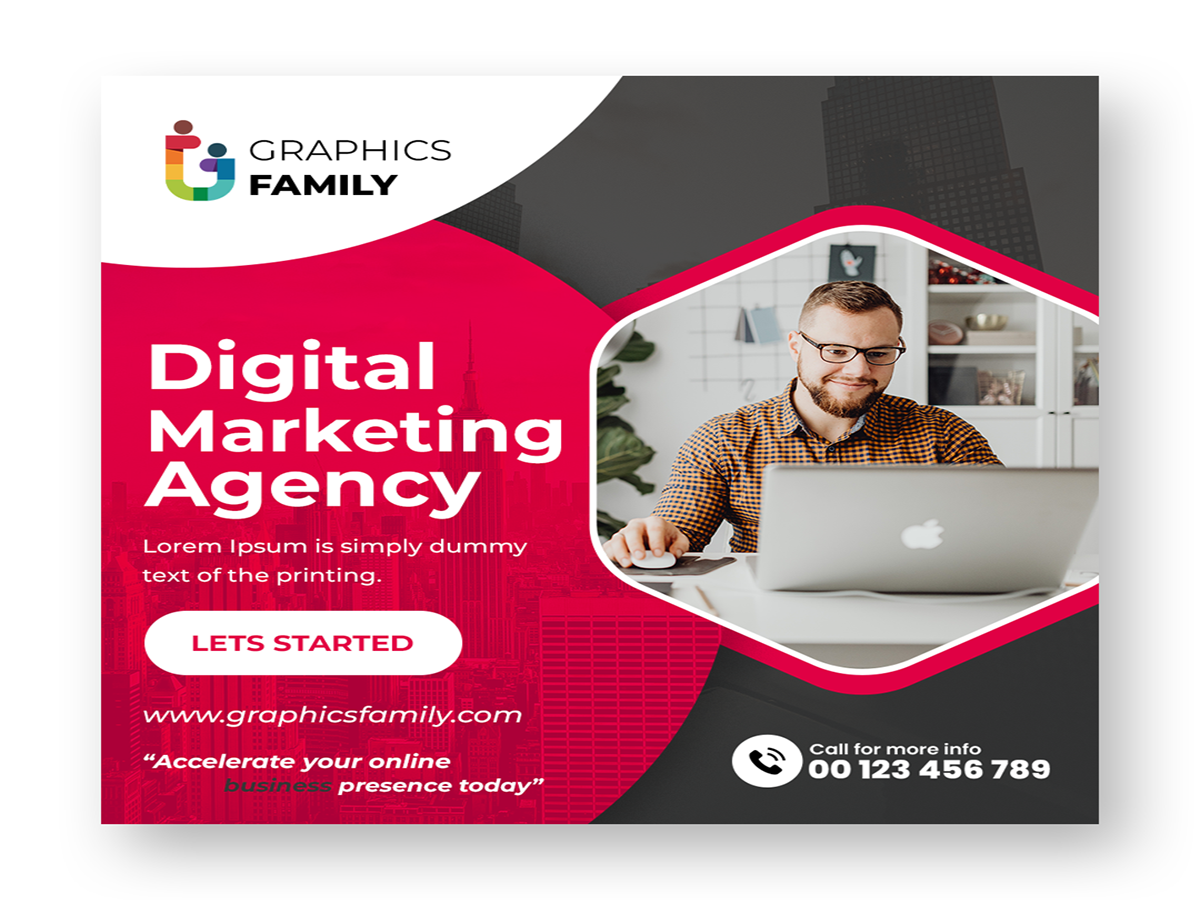 GRAPHICS
FAMILY
Digital
Marketing
Agency
Lorem Ipsum is simply dummy
text of the printing.
LETS STARTED
www.graphicsfamily.com
“Accelerate your online
business presence today”
Call for more info
00 123 456 789